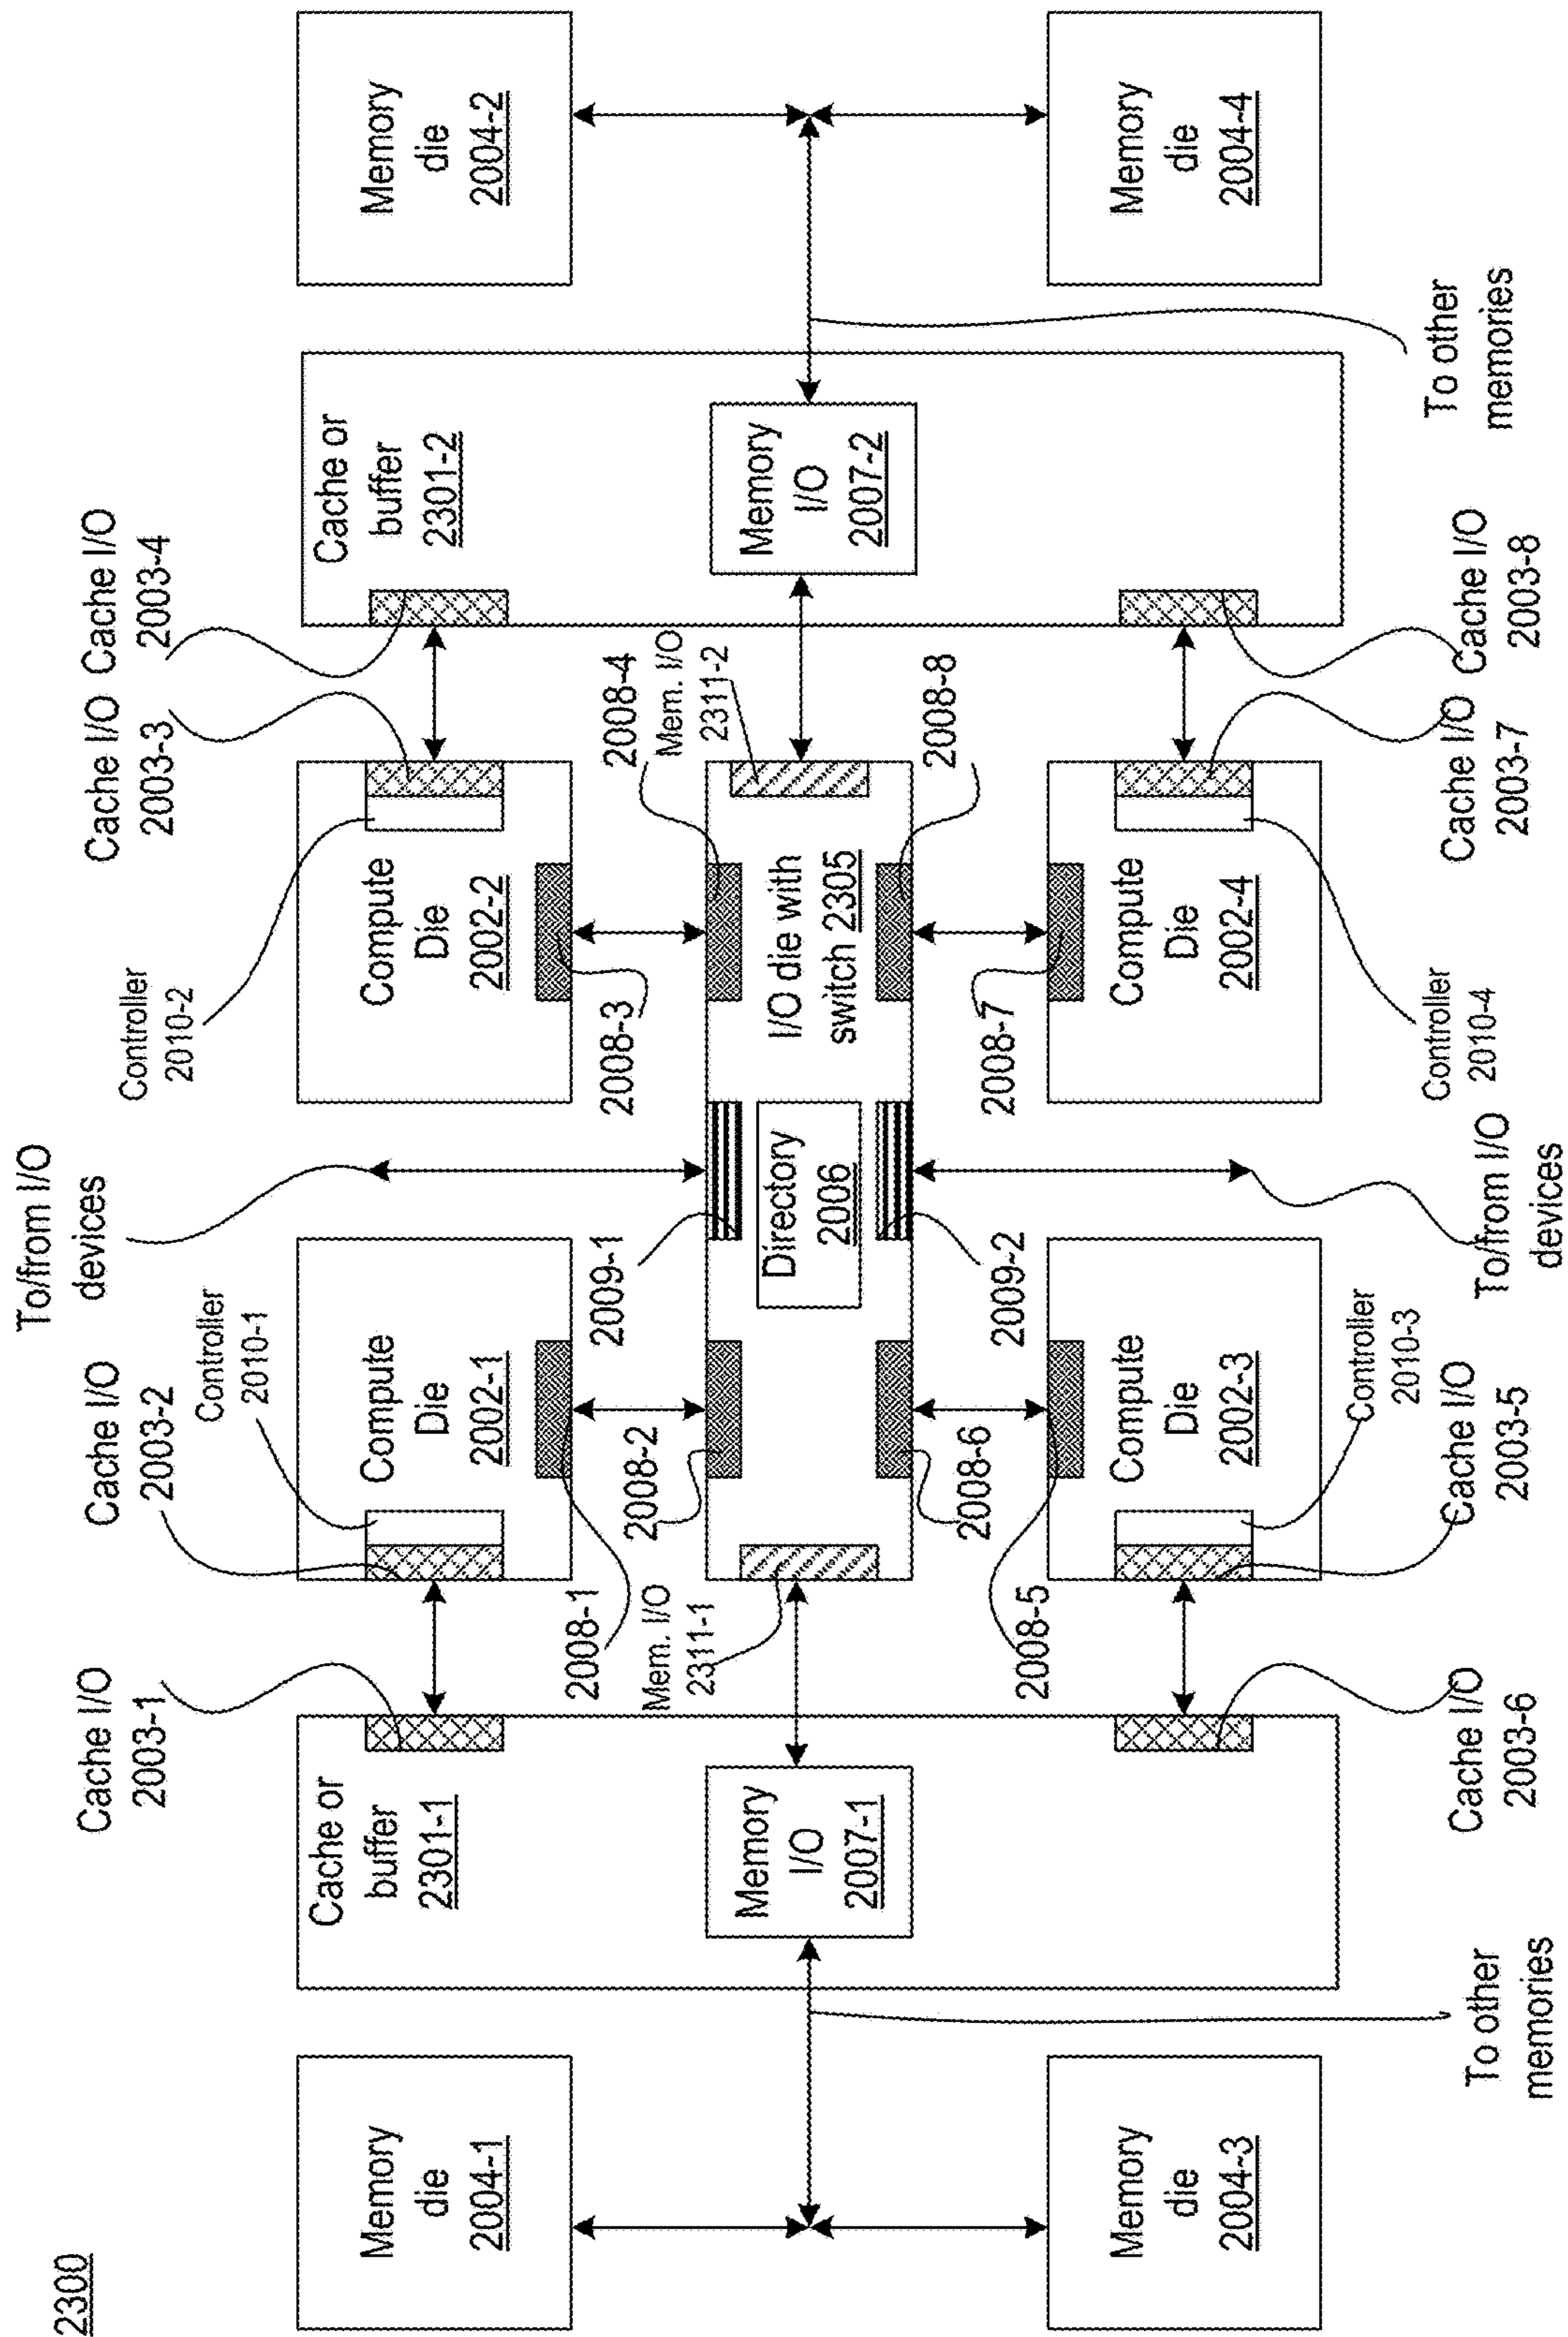 2300
To/from I/O
devices
Cache I/O
2003-1
Cache I/O
2003-2
Controller
2010-1
Controller
2010-2
Cache I/O
2003-3
Cache I/O
2003-4
Memory
die
2004-1
Cache or
buffer
2301-1
Compute
Die
2002-1
Compute
Die
2002-2
Cache or
buffer
2301-2
Memory
die
2004-2
2008-1
2008-2
2009-1
2008-3
2008-4
Mem. I/O
2311-1
Mem. I/O
2311-2
Memory
I/O
2007-1
Directory
2006
I/O die with
switch 2305
Memory
I/O
2007-2
2008-5
2008-6
2009-2
2008-7
2008-8
Memory
die
2004-3
Compute
Die
2002-3
Compute
Die
2002-4
Memory
die
2004-4
To other
memories
Cache I/O
2003-6
Cache I/O
2003-5
Controller
2010-3
To/from I/O
devices
Controller
2010-4
Cache I/O
2003-7
Cache I/O
2003-8
To other
memories